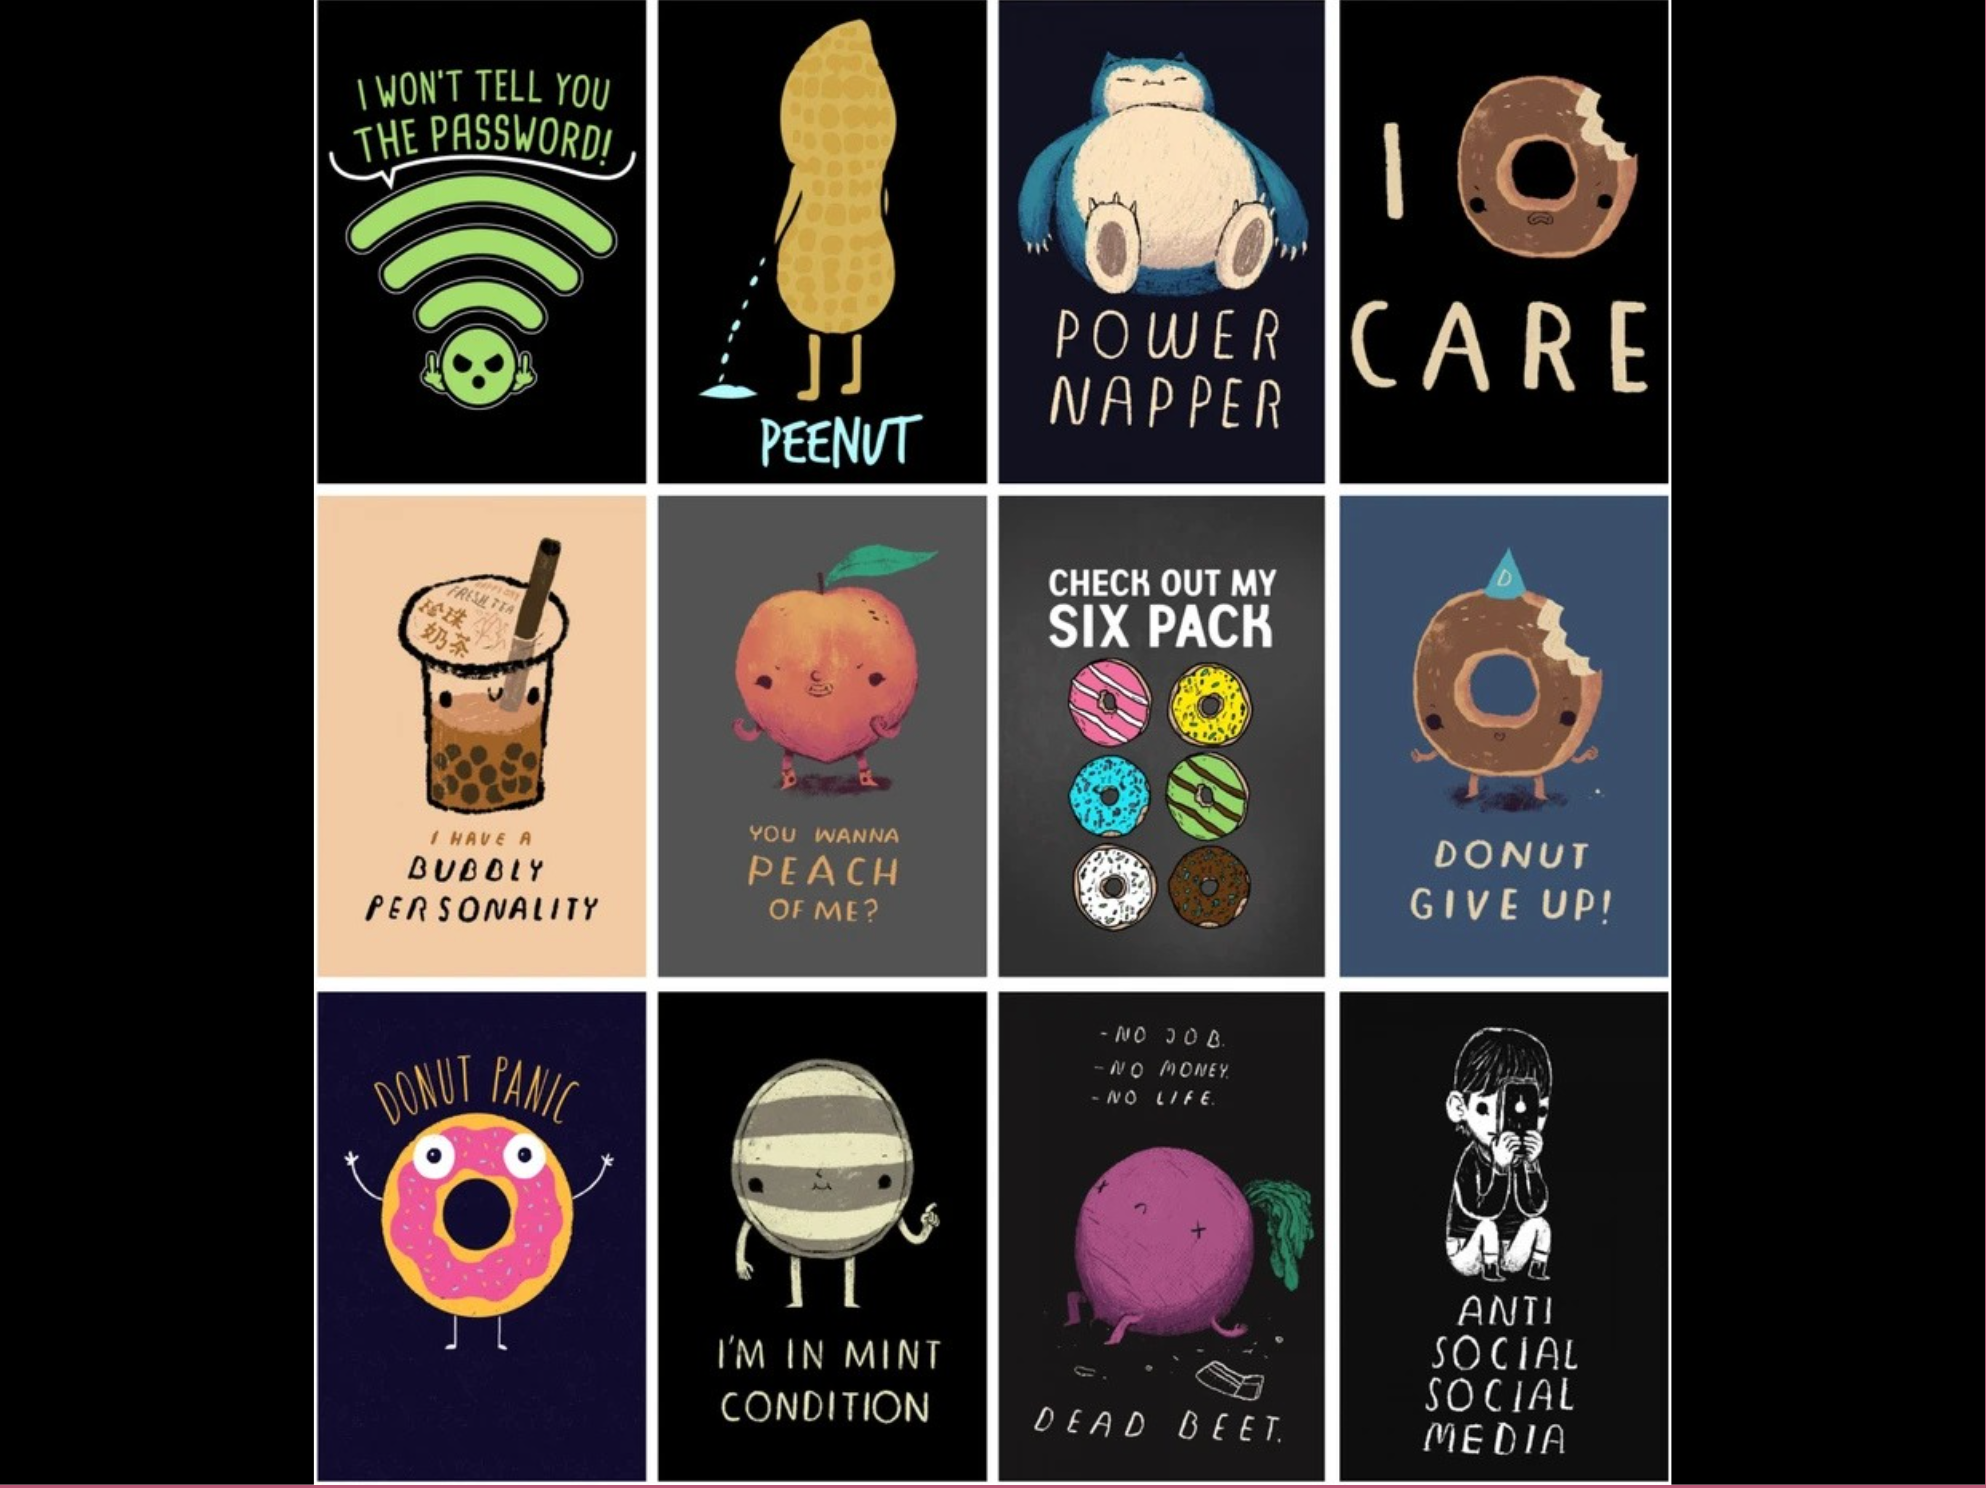 I WON'T TELL YOU
THE PASSWORD!
PEENUT
POWER
NAPPER
I
CARE
FRESH TEA
珍珠
奶茶
I HAVE A
BUBBLY
PERSONALITY
YOU WANNA
PEACH
OF ME?
CHECK OUT MY
SIX PACK
D
DONUT
GIVE UP!
DONUT PANIC
I'M IN MINT
CONDITION
-NO JOB.
-NO MONEY.
-NO LIFE.
DEAD BEET.
ANTI
SOCIAL
SOCIAL
MEDIA